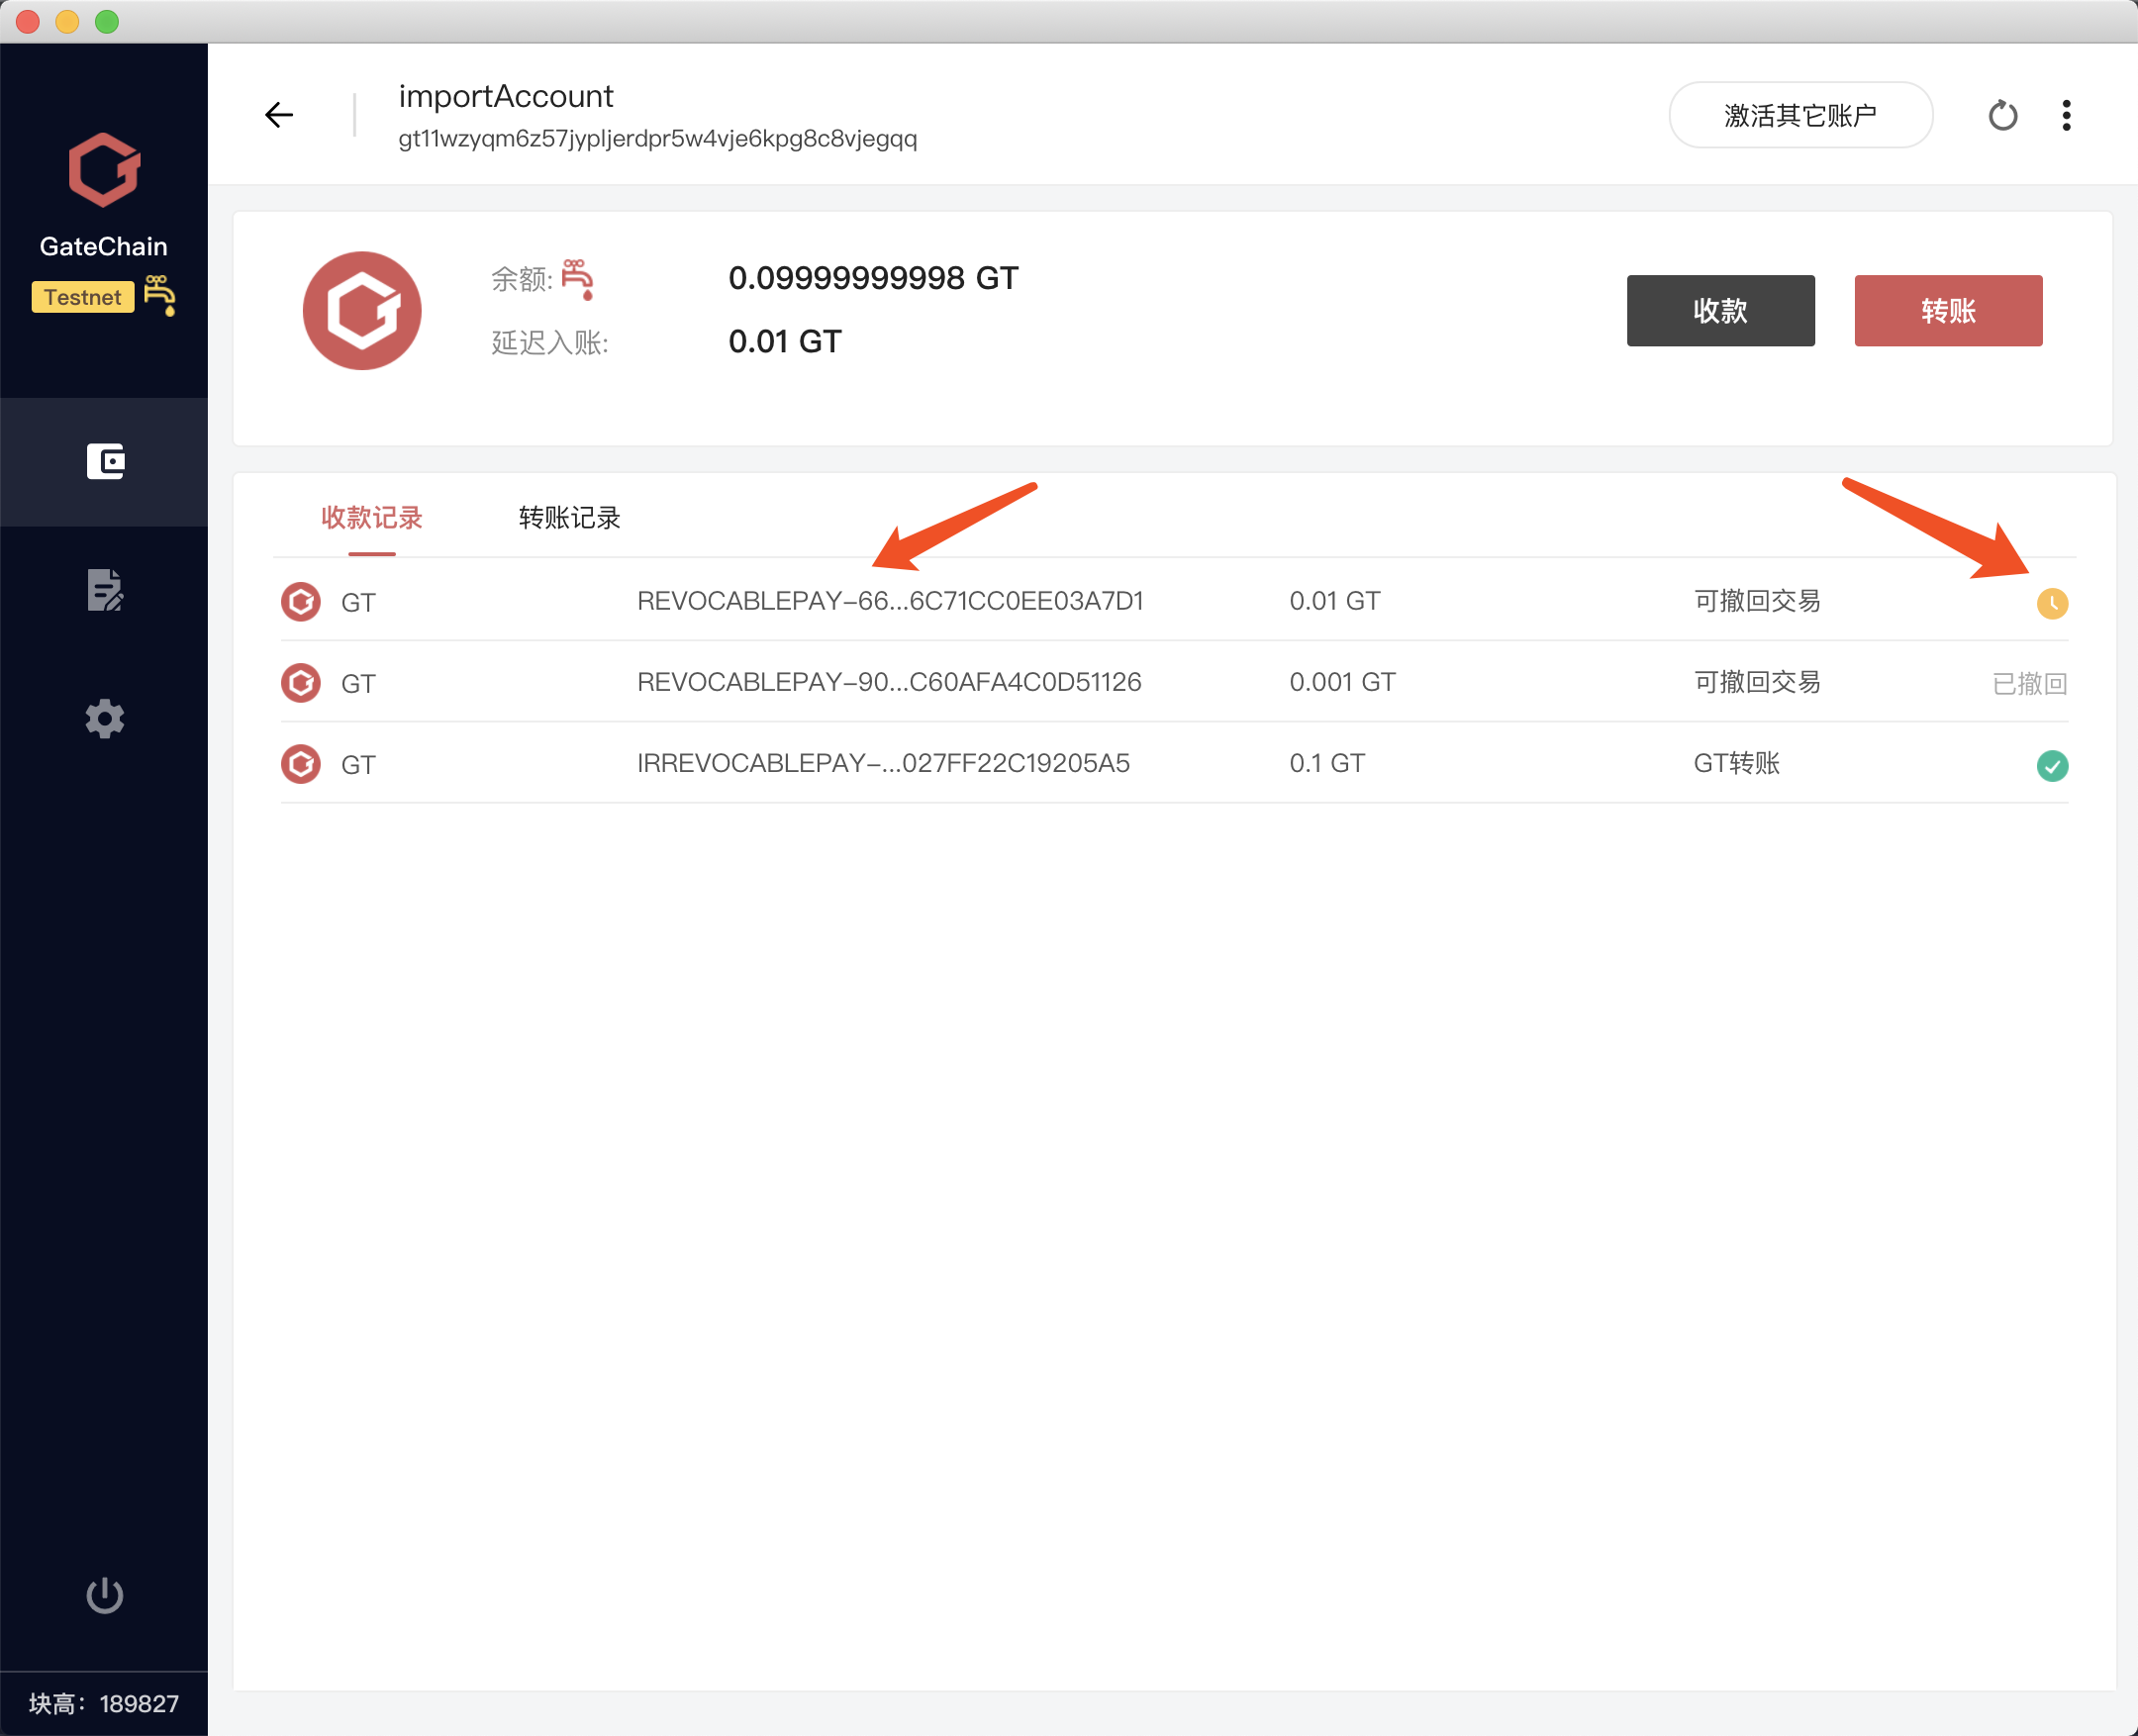 importAccount
gt11wzyqm6z57jypljerdpr5w4vje6kpg8c8vjegqq
激活其它账户
GateChain
Testnet
余额: 0.09999999998 GT
延迟入账: 0.01 GT
收款 转账
收款记录 转账记录
GT REVOCABLEPAY-66...6C71CC0EE03A7D1 0.01 GT 可撤回交易
GT REVOCABLEPAY-90...C60AFA4C0D51126 0.001 GT 可撤回交易 已撤回
GT IRREVOCABLEPAY-...027FF22C19205A5 0.1 GT GT转账
块高：189827